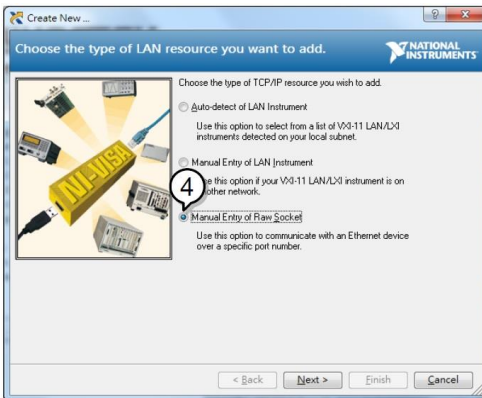 Create New ...
Choose the type of LAN resource you want to add.
NATIONAL
INSTRUMENTS
Choose the type of TCP/IP resource you wish to add.
Auto-detect of LAN Instrument
Use this option to select from a list of VXI-11 LAN/LXI
instruments detected on your local subnet.
Manual Entry of LAN Instrument
this option if your VXI-11 LAN/LXI instrument is on
other network.
4
Manual Entry of Raw Socket
Use this option to communicate with an Ethernet device
over a specific port number.
NI-VISA
< Back
Next >
Finish
Cancel